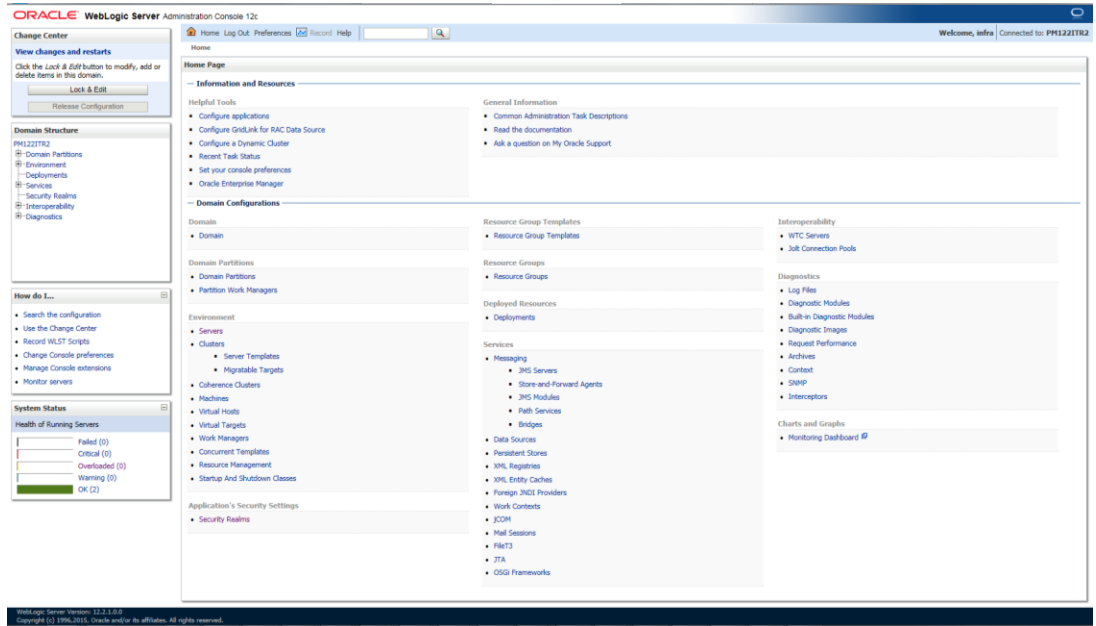 ORACLE WebLogic Server Administration Console 12c
Change Center
View changes and restarts
Click the Lock & Edit button to modify, add or
delete items in this domain.
Lock & Edit
Release Configuration
Domain Structure
PM122ITR2
Domain Partitions
Environment
Deployments
Services
Security Realms
Interoperability
Diagnostics
How do I...
Search the configuration
Use the Change Center
Record WLST Scripts
Change Console preferences
Manage Console extensions
Monitor servers
System Status
Health of Running Servers
Failed (0)
Critical (0)
Overloaded (0)
Warning (0)
OK (2)
Home Log Out Preferences Record Help
Welcome, infra Connected to: PM122ITR2
Home
Home Page
Information and Resources
Helpful Tools
Configure applications
Configure GridLink for RAC Data Source
Configure a Dynamic Cluster
Recent Task Status
Set your console preferences
Oracle Enterprise Manager
General Information
Common Administration Task Descriptions
Read the documentation
Ask a question on My Oracle Support
Domain Configurations
Domain
Domain
Domain Partitions
Domain Partitions
Partition Work Managers
Environment
Servers
Clusters
Server Templates
Migratable Targets
Coherence Clusters
Machines
Virtual Hosts
Virtual Targets
Work Managers
Concurrent Templates
Resource Management
Startup And Shutdown Classes
Application's Security Settings
Security Realms
Resource Group Templates
Resource Group Templates
Resource Groups
Resource Groups
Deployed Resources
Deployments
Services
Messaging
JMS Servers
Store-and-Forward Agents
JMS Modules
Path Services
Bridges
Data Sources
Persistent Stores
XML Registries
XML Entity Caches
Foreign JNDI Providers
Work Contexts
jCOM
Mail Sessions
FileT3
JTA
OSGi Frameworks
Interoperability
WTC Servers
Jolt Connection Pools
Diagnostics
Log Files
Diagnostic Modules
Built-in Diagnostic Modules
Diagnostic Images
Request Performance
Archives
Context
SNMP
Interceptors
Charts and Graphs
Monitoring Dashboard
WebLogic Server Version: 12.2.1.0.0
Copyright (c) 1996,2015, Oracle and/or its affiliates. All rights reserved.